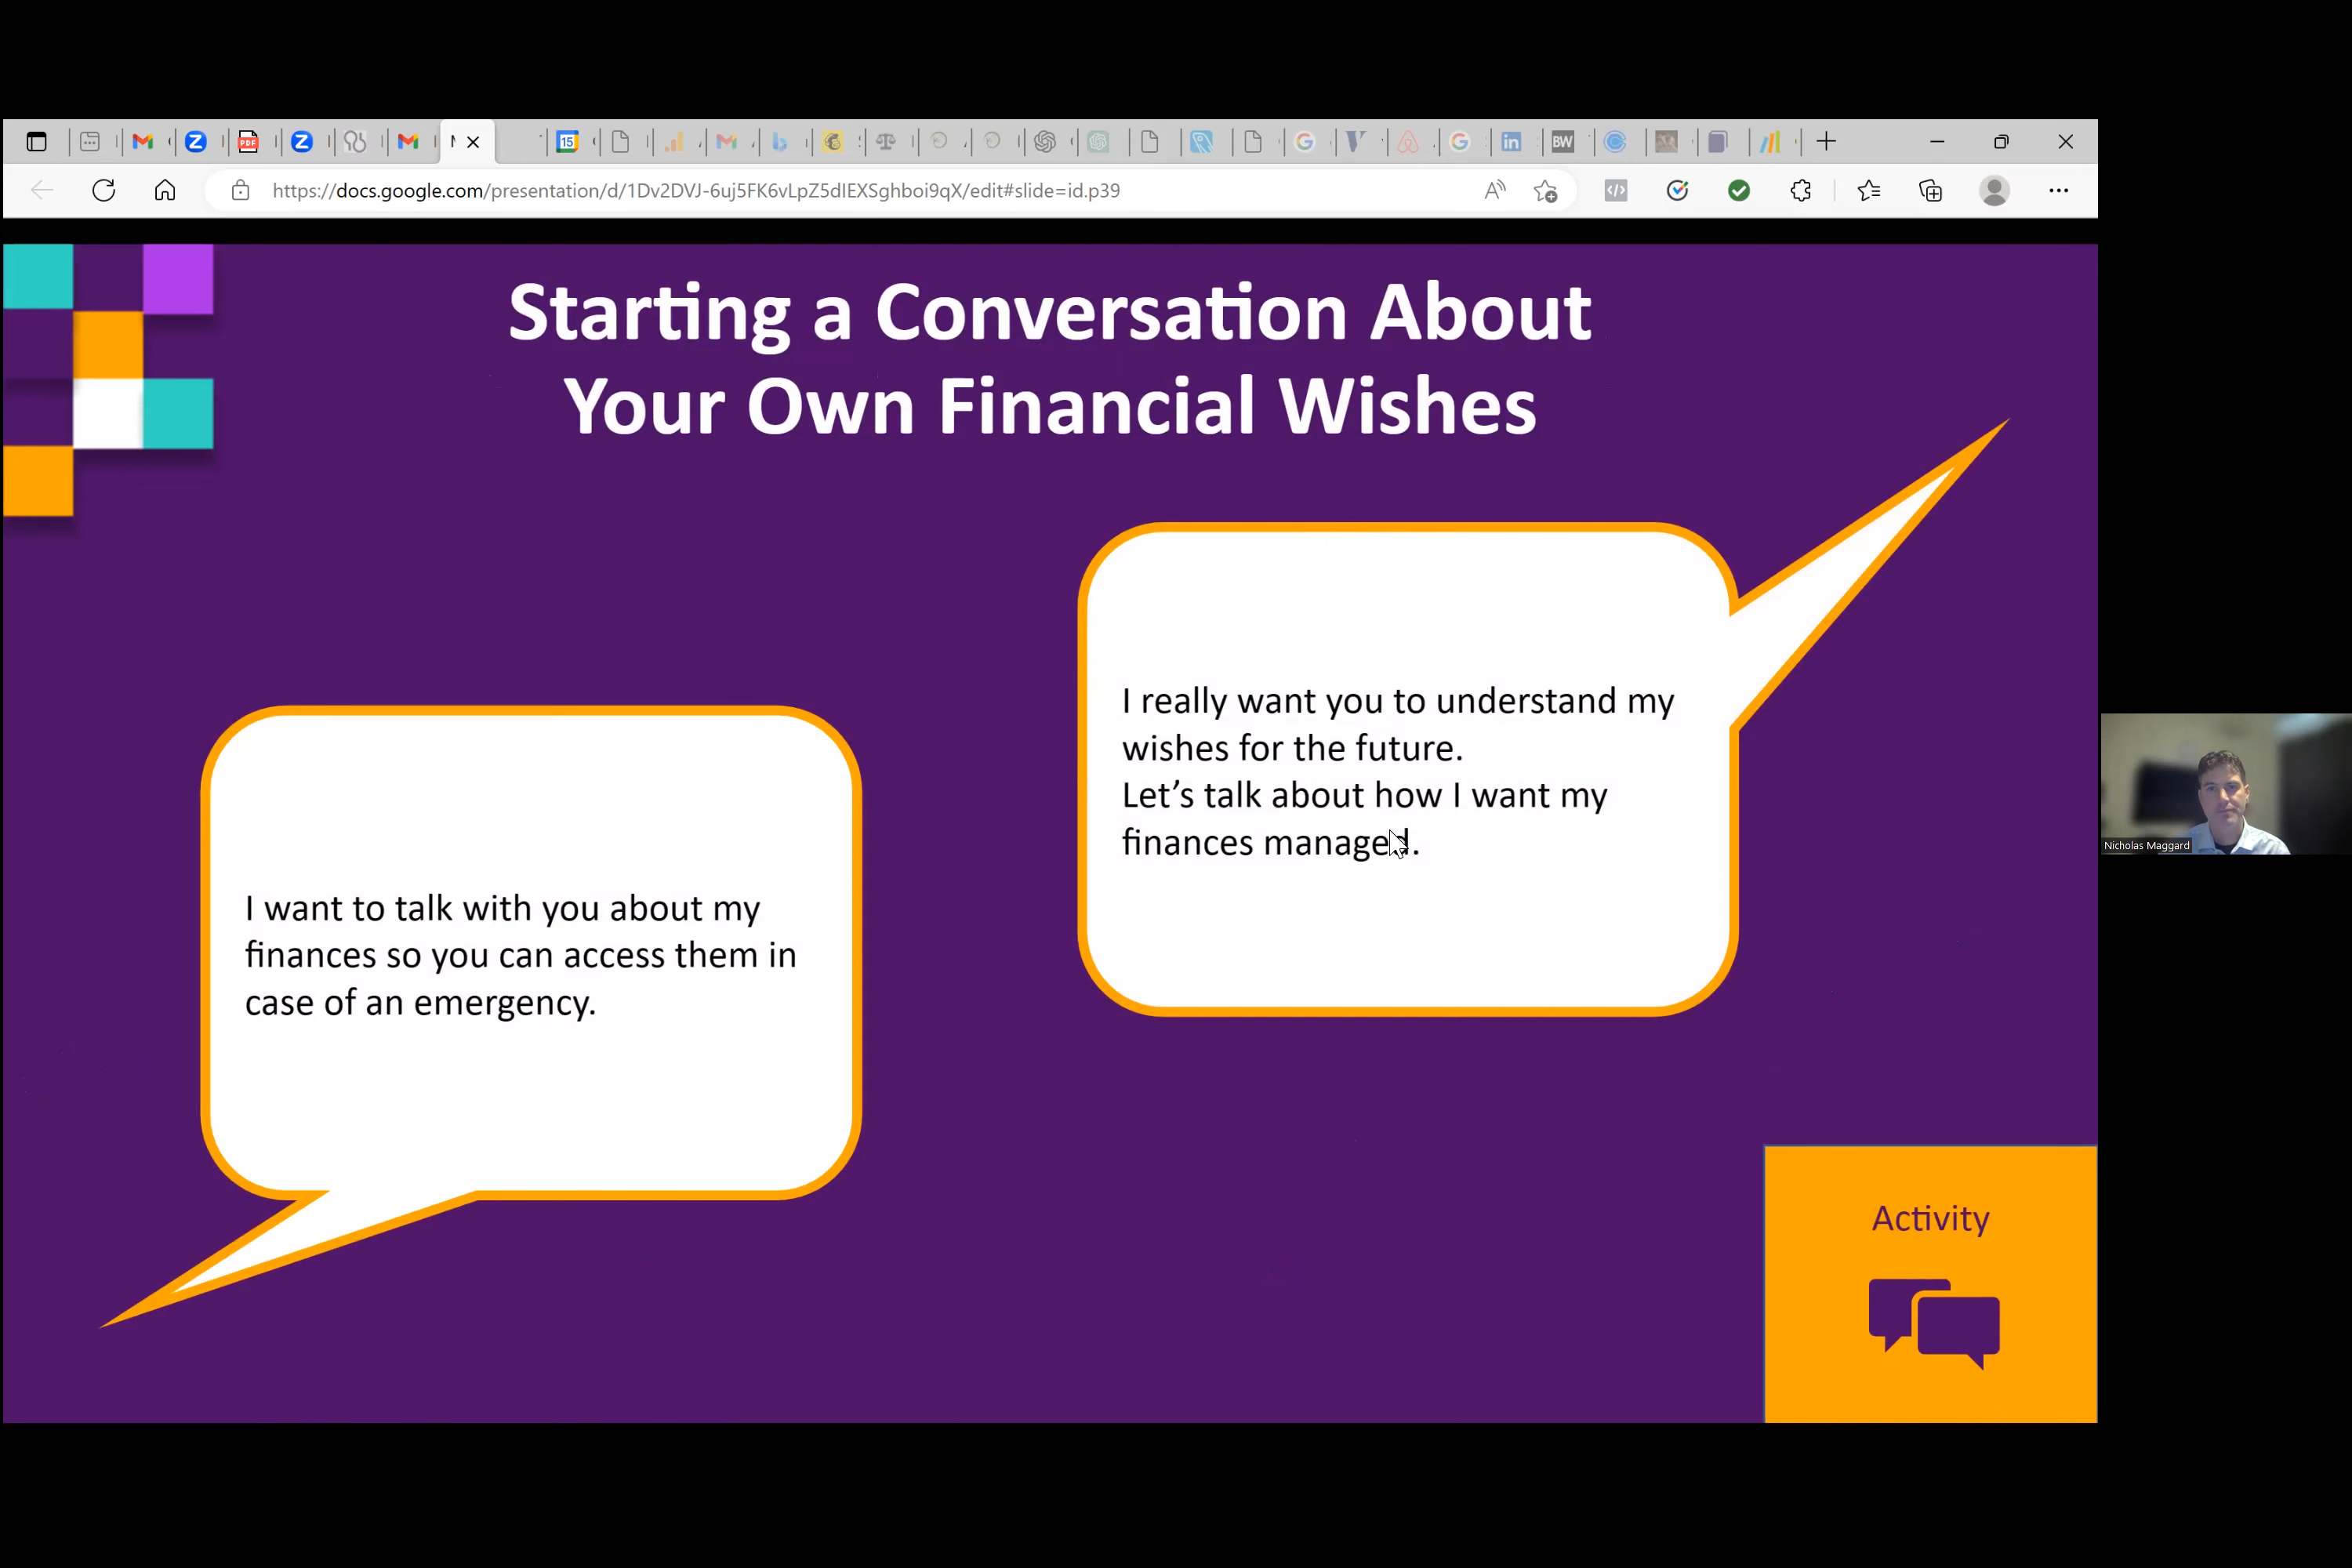 15
PDF
BW
https://docs.google.com/presentation/d/1Dv2DVJ-6uj5FK6vLpZ5dIEXSghboi9qX/edit#slide=id.p39
Starting a Conversation About
Your Own Financial Wishes
I really want you to understand my
wishes for the future.
Let’s talk about how I want my
finances managed.
I want to talk with you about my
finances so you can access them in
case of an emergency.
Activity
Nicholas Maggard